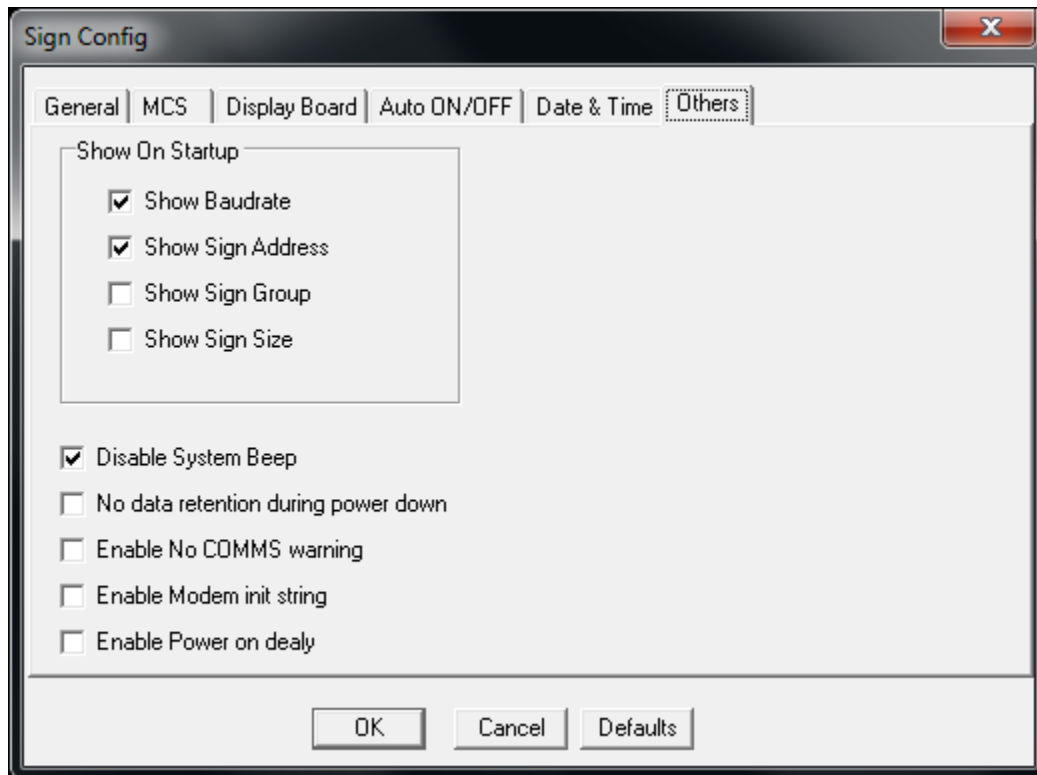 Sign Config
General MCS Display Board Auto ON/OFF Date & Time Others
Show On Startup
Show Baudrate
Show Sign Address
Show Sign Group
Show Sign Size
Disable System Beep
No data retention during power down
Enable No COMMS warning
Enable Modem init string
Enable Power on dealy
OK Cancel Defaults